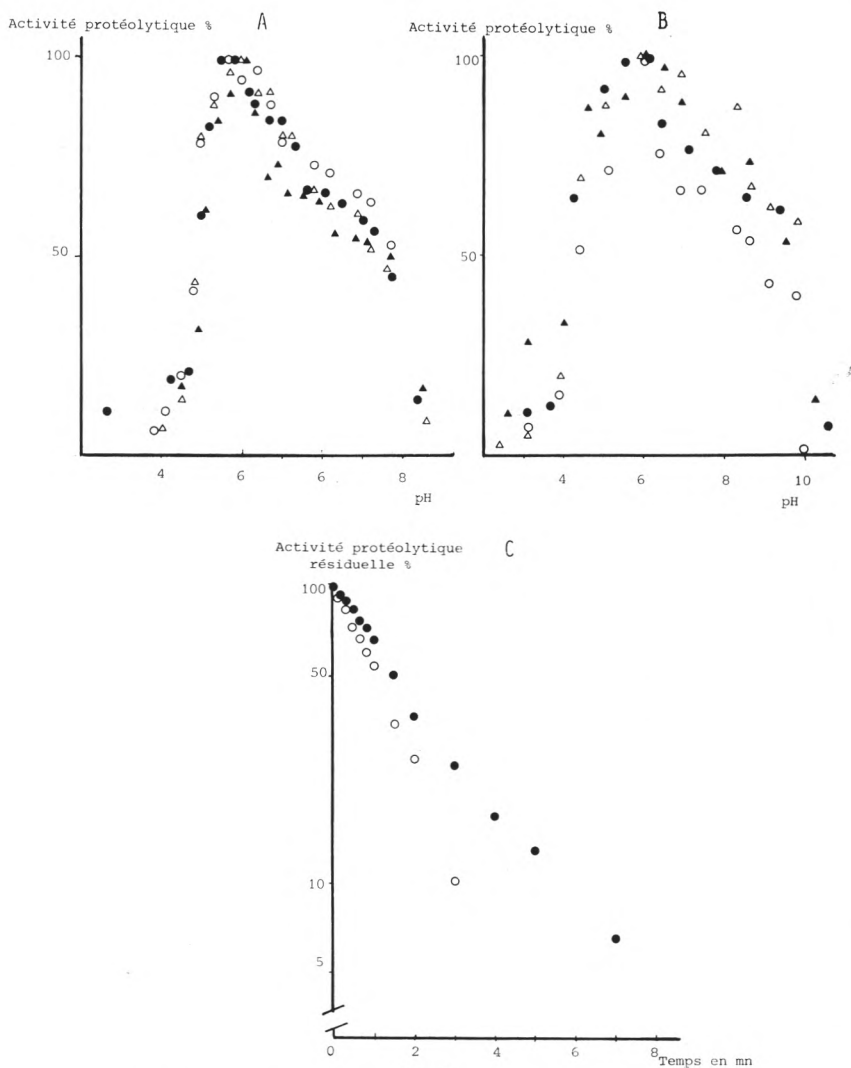 Activité protéolytique % A
100
50
4 6 8
pH
Activité protéolytique % B
100
50
2 4 6 8 10
pH
Activité protéolytique C
résiduelle %
100
50
10
5
0 2 4 6 8
Temps en mn